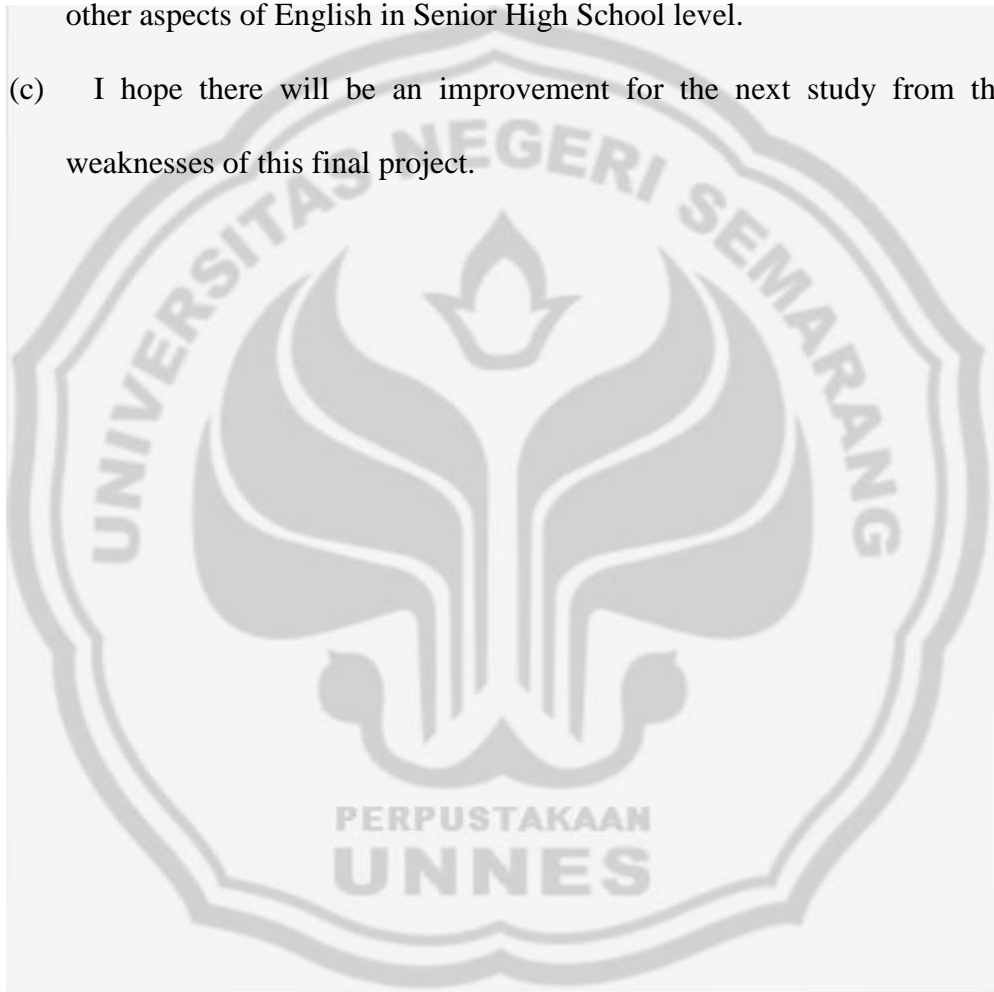 other aspects of English in Senior High School level.
(c) I hope there will be an improvement for the next study from th
weaknesses of this final project.
UNIVERSITAS NEGERI SEMARANG
PERPUSTAKAAN
UNNES